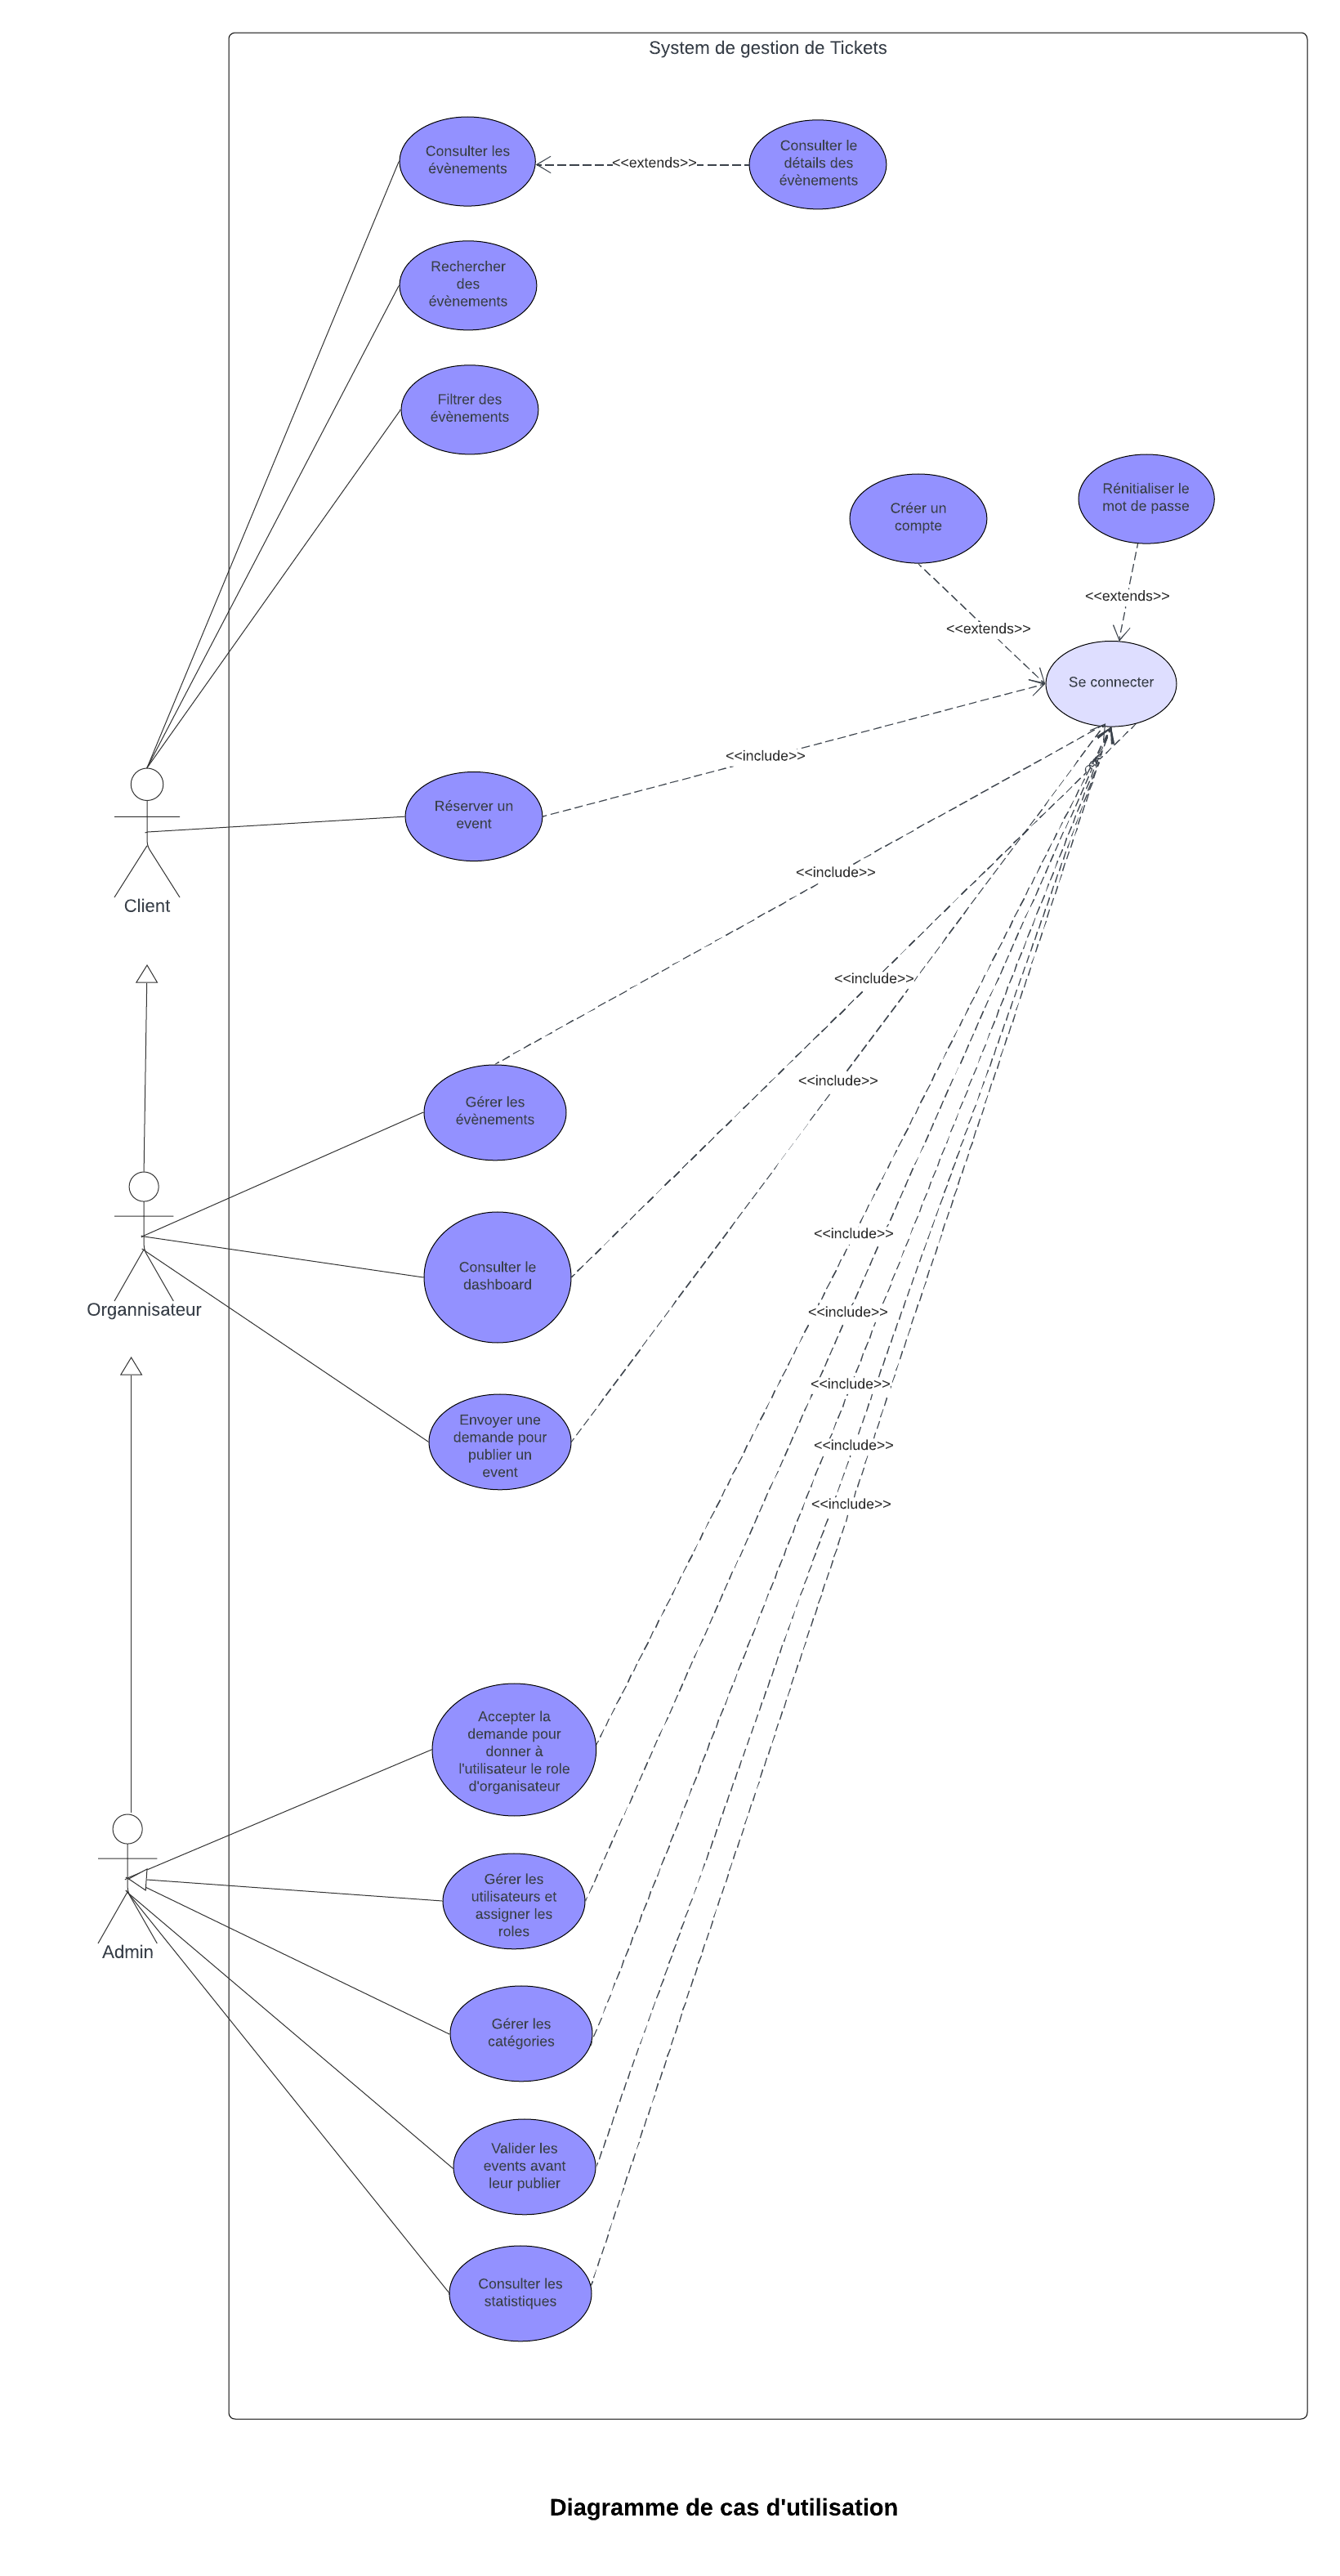 System de gestion de Tickets
Consulter les
évènements
<<extends>>
Consulter le
détails des
évènements
Rechercher
des
évènements
Filtrer des
évènements
Créer un
compte
Rénitialiser le
mot de passe
<<extends>>
<<extends>>
Se connecter
<<include>>
Réserver un
event
Client
<<include>>
<<include>>
<<include>>
Gérer les
évènements
Consulter le
dashboard
Organnisateur
Envoyer une
demande pour
publier un
event
<<include>>
<<include>>
<<include>>
<<include>>
<<include>>
Accepter la
demande pour
donner à
l'utilisateur le role
d'organisateur
Gérer les
utilisateurs et
assigner les
roles
Admin
Gérer les
catégories
Valider les
events avant
leur publier
Consulter les
statistiques
Diagramme de cas d'utilisation